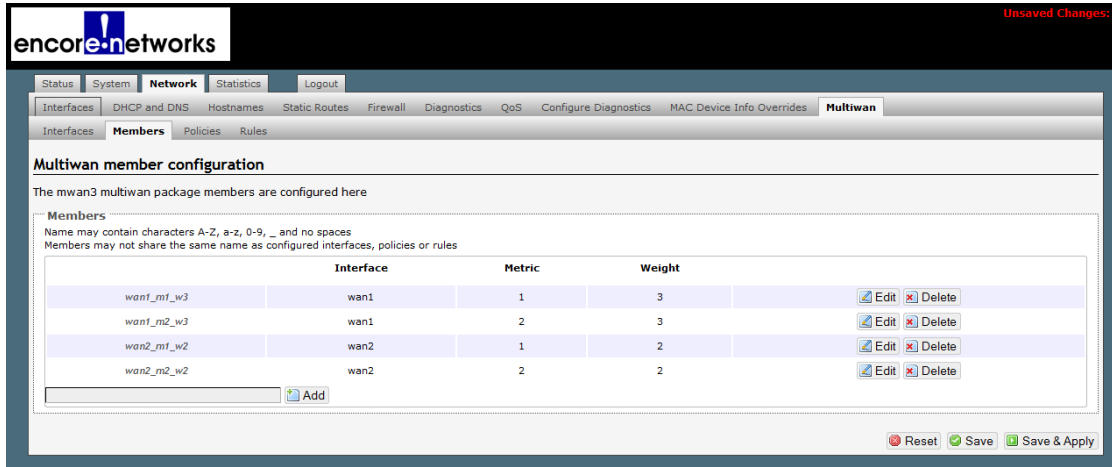 Unsaved Changes:
encore networks
Status System Network Statistics Logout
Interfaces DHCP and DNS Hostnames Static Routes Firewall Diagnostics QoS Configure Diagnostics MAC Device Info Overrides Multiwan
Interfaces Members Policies Rules
Multiwan member configuration
The mwan3 multiwan package members are configured here
Members
Name may contain characters A-Z, a-z, 0-9, _ and no spaces
Members may not share the same name as configured interfaces, policies or rules
Interface Metric Weight
wan1_m1_w3 wan1 1 3 Edit Delete
wan1_m2_w3 wan1 2 3 Edit Delete
wan2_m1_w2 wan2 1 2 Edit Delete
wan2_m2_w2 wan2 2 2 Edit Delete
Add
Reset Save Save & Apply